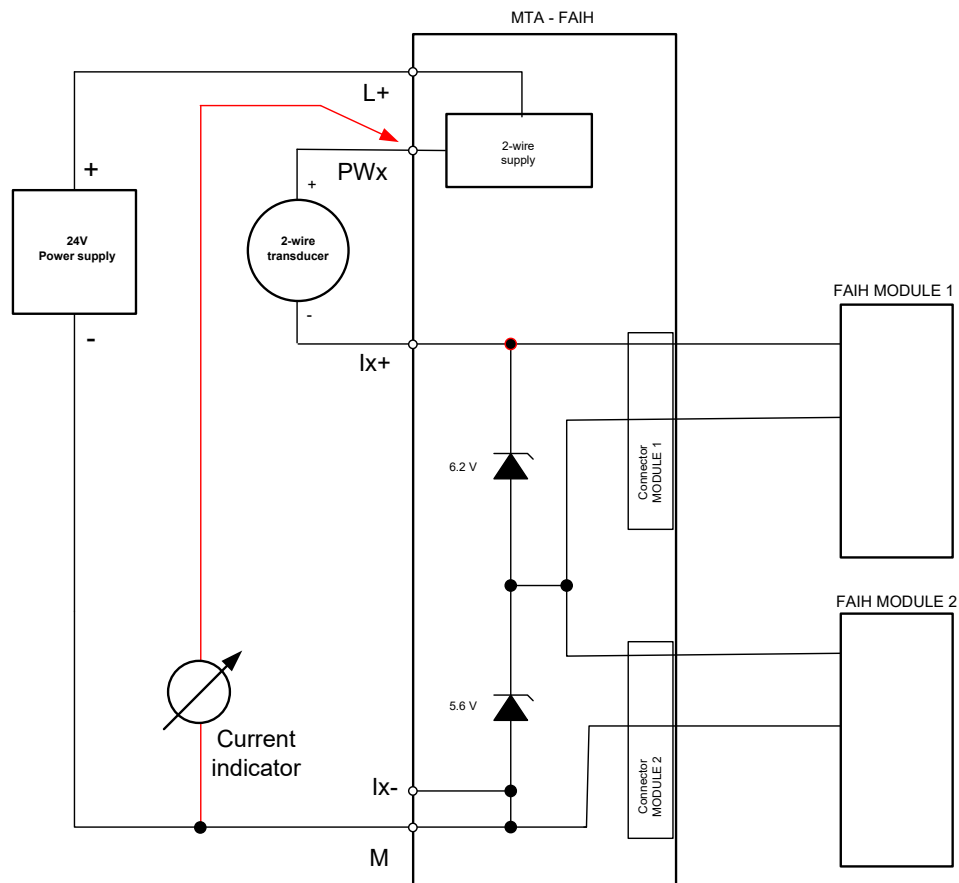 MTA - FAIH
L+
2-wire
supply
PWx
+
+
24V
Power supply
2-wire
transducer
-
-
Ix+
FAIH MODULE 1
6.2 V
Connector
MODULE 1
FAIH MODULE 2
5.6 V
Current
indicator
Connector
MODULE 2
Ix-
M